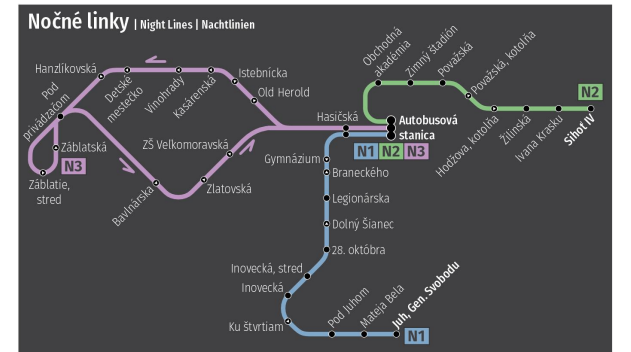 Nočné linky | Night Lines | Nachtlinien
Hanzlíkovská
Detské
mestečko
Vinohrady
Kasárenská
Istebnícka
Old Herold
Pod
privádzačom
Záblatská
N3
Záblatie,
stred
ZŠ Veľkomoravská
Bavlnárska
Zlatovská
Hasičská
Obchodná
akadémia
Zimný štadión
Považská
Považská, kotolňa
N2
Hodžova, kotolňa
Žilinská
Ivana Krasku
Sihoť IV
Autobusová
stanica
N1 N2 N3
Gymnázium
Braneckého
Legionárska
Dolný Šianec
28. októbra
Inovecká, stred
Inovecká
Ku štvrtiam
Pod Juhom
Mateja Bela
Juh, Gen. Svobodu
N1